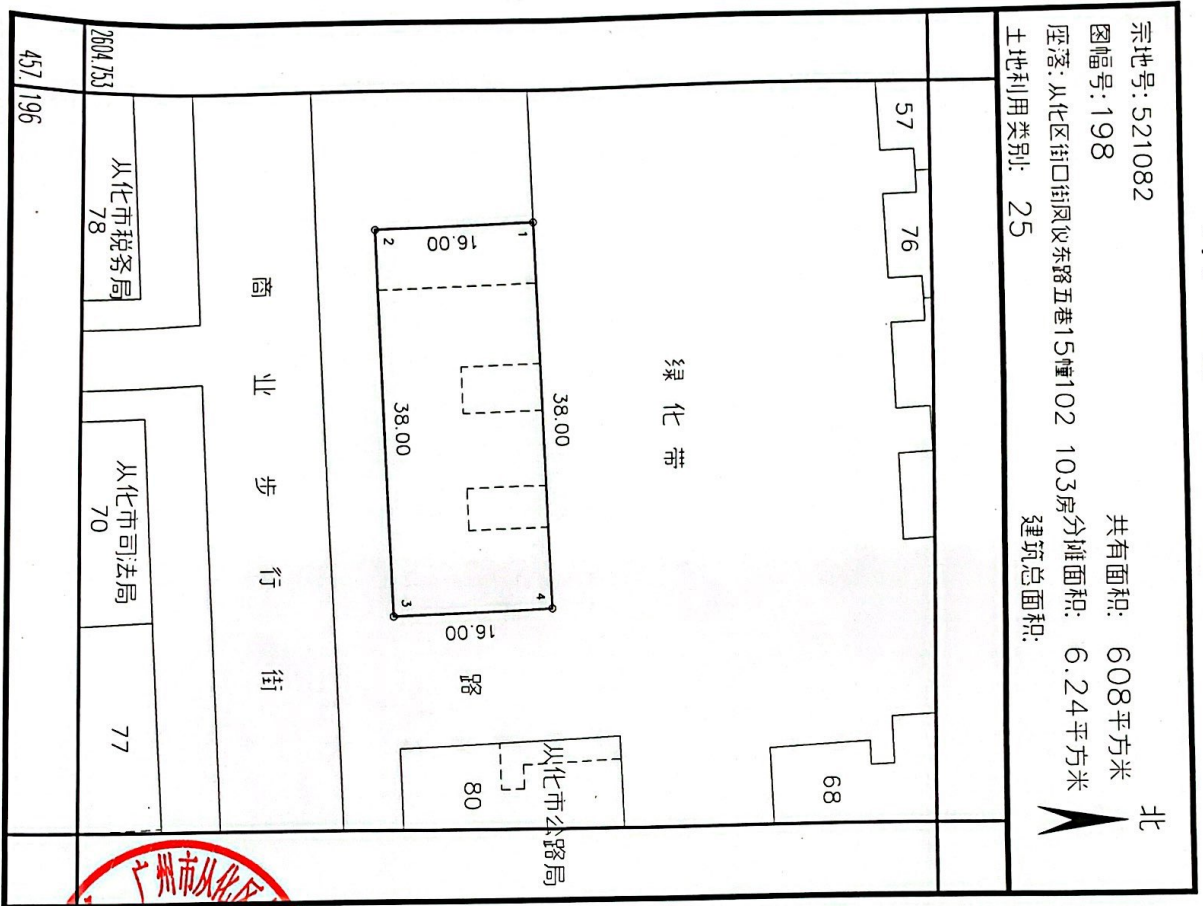 宗地号: 521082
图幅号: 198
座落: 从化区街口街凤仪东路五巷15幢102 103房
土地利用类别: 25
共有面积: 608平方米
分摊面积: 6.24平方米
建筑总面积:
北
57
76
68
绿化带
1
16.00
2
38.00
38.00
4
16.00
3
路
从化市公路局
80
商业步行街
2604.753
从化市税务局
78
从化市司法局
70
77
457.196
广州市从化区